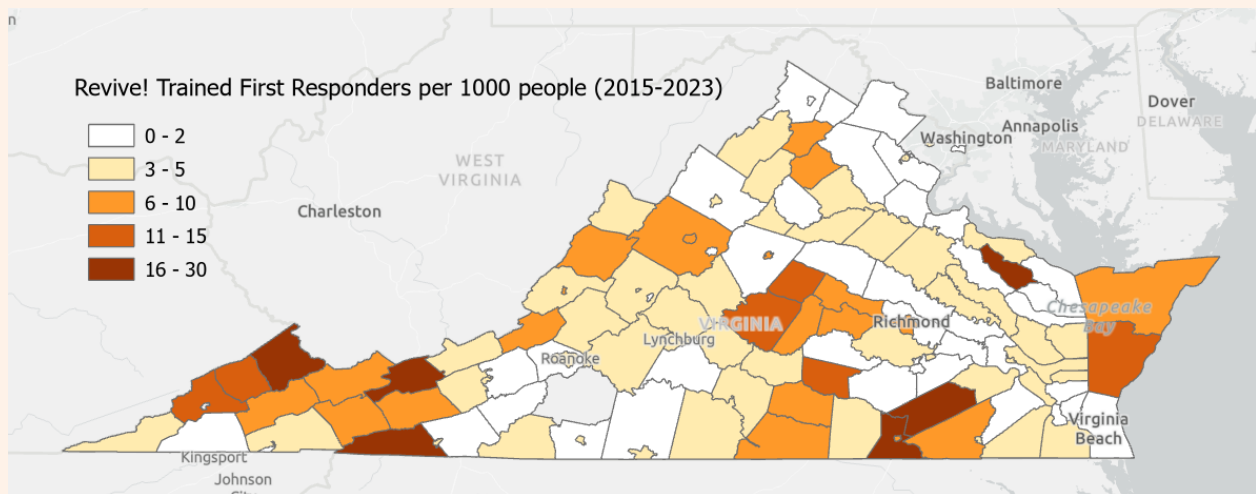 n
Revive! Trained First Responders per 1000 people (2015-2023)
0 - 2
3 - 5
6 - 10
11 - 15
16 - 30
Baltimore
Dover
DELAWARE
Annapolis
Washington
MARYLAND
WEST
VIRGINIA
Charleston
Chesapeake
Bay
VIRGINIA
Richmond
Lynchburg
Roanoke
Virginia
Beach
Kingsport
Johnson
City